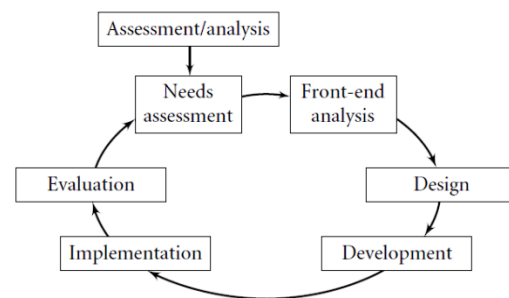 Assessment/analysis
Needs
assessment
Front-end
analysis
Evaluation
Design
Implementation
Development